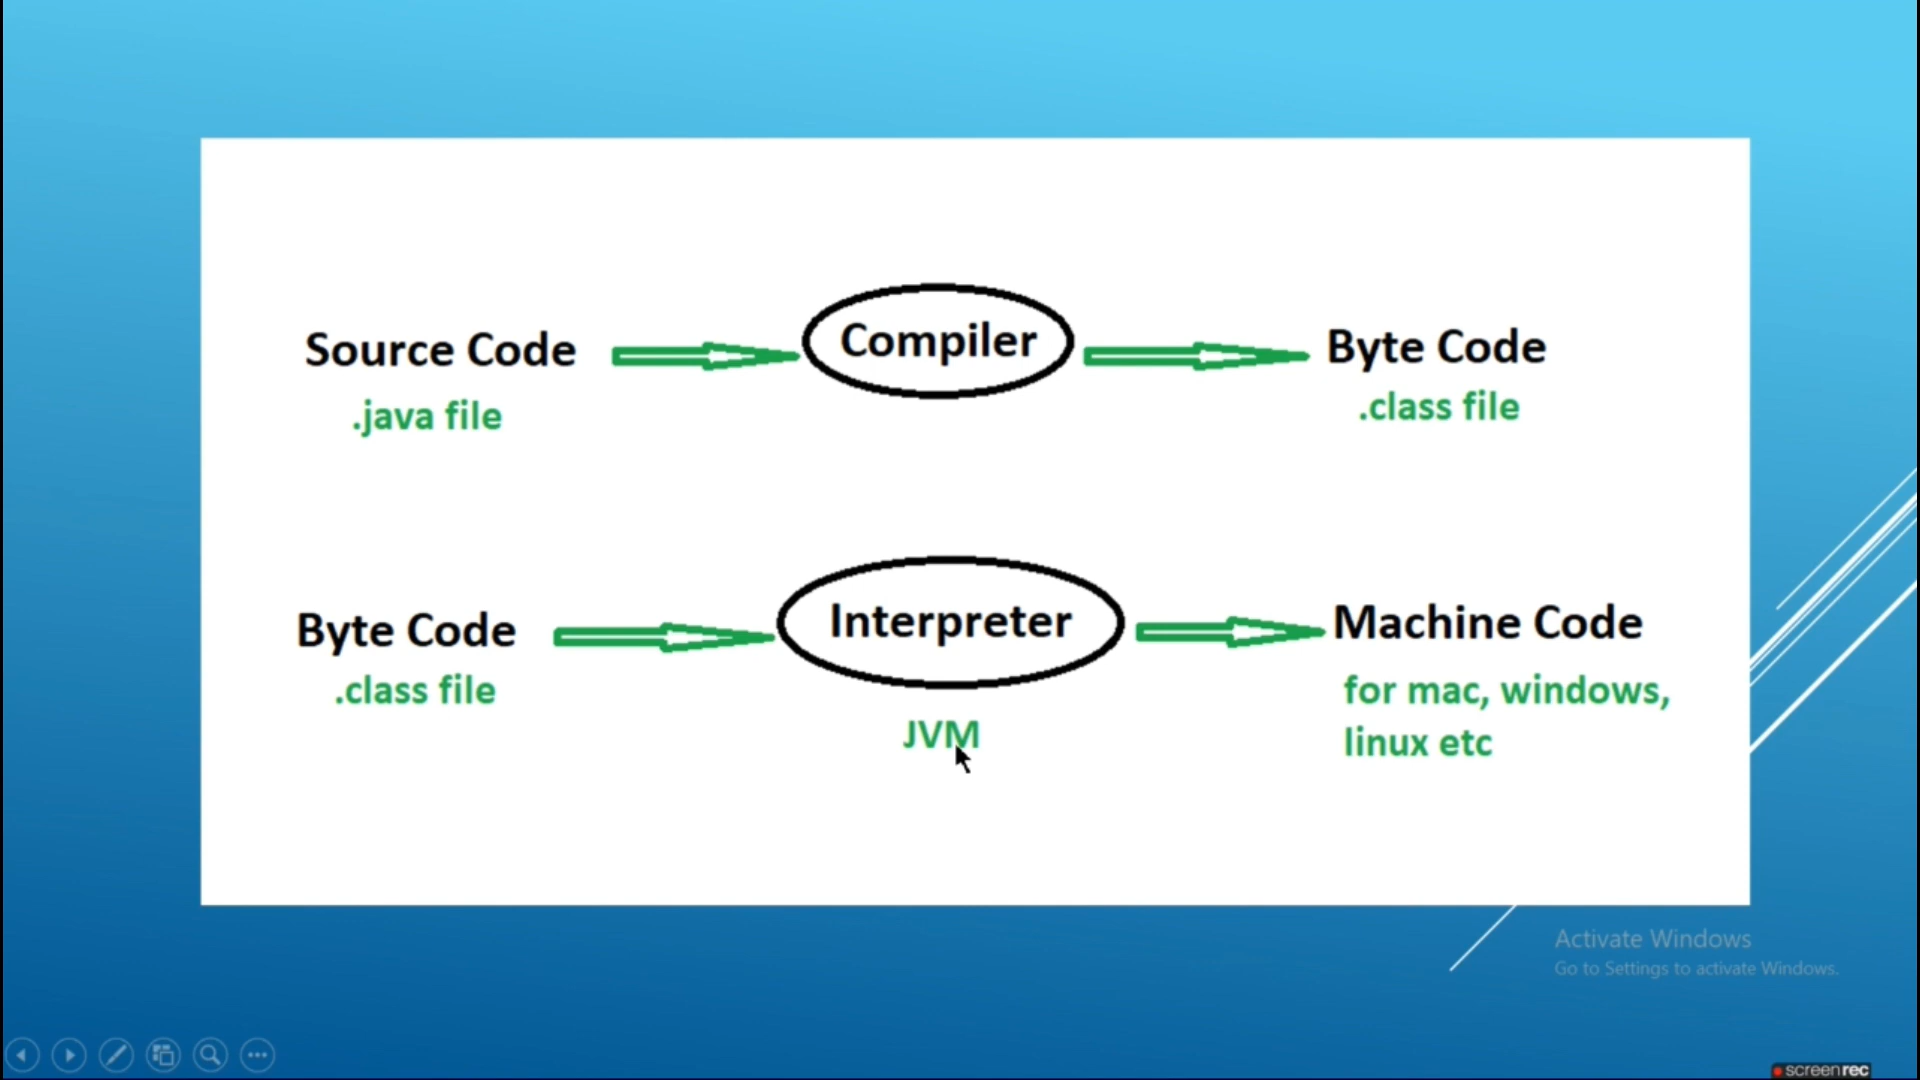 Source Code
Compiler
Byte Code
.java file
.class file
Byte Code
Interpreter
Machine Code
.class file
JVM
for mac, windows,
linux etc
Activate Windows
Go to Settings to activate Windows.
screenrec